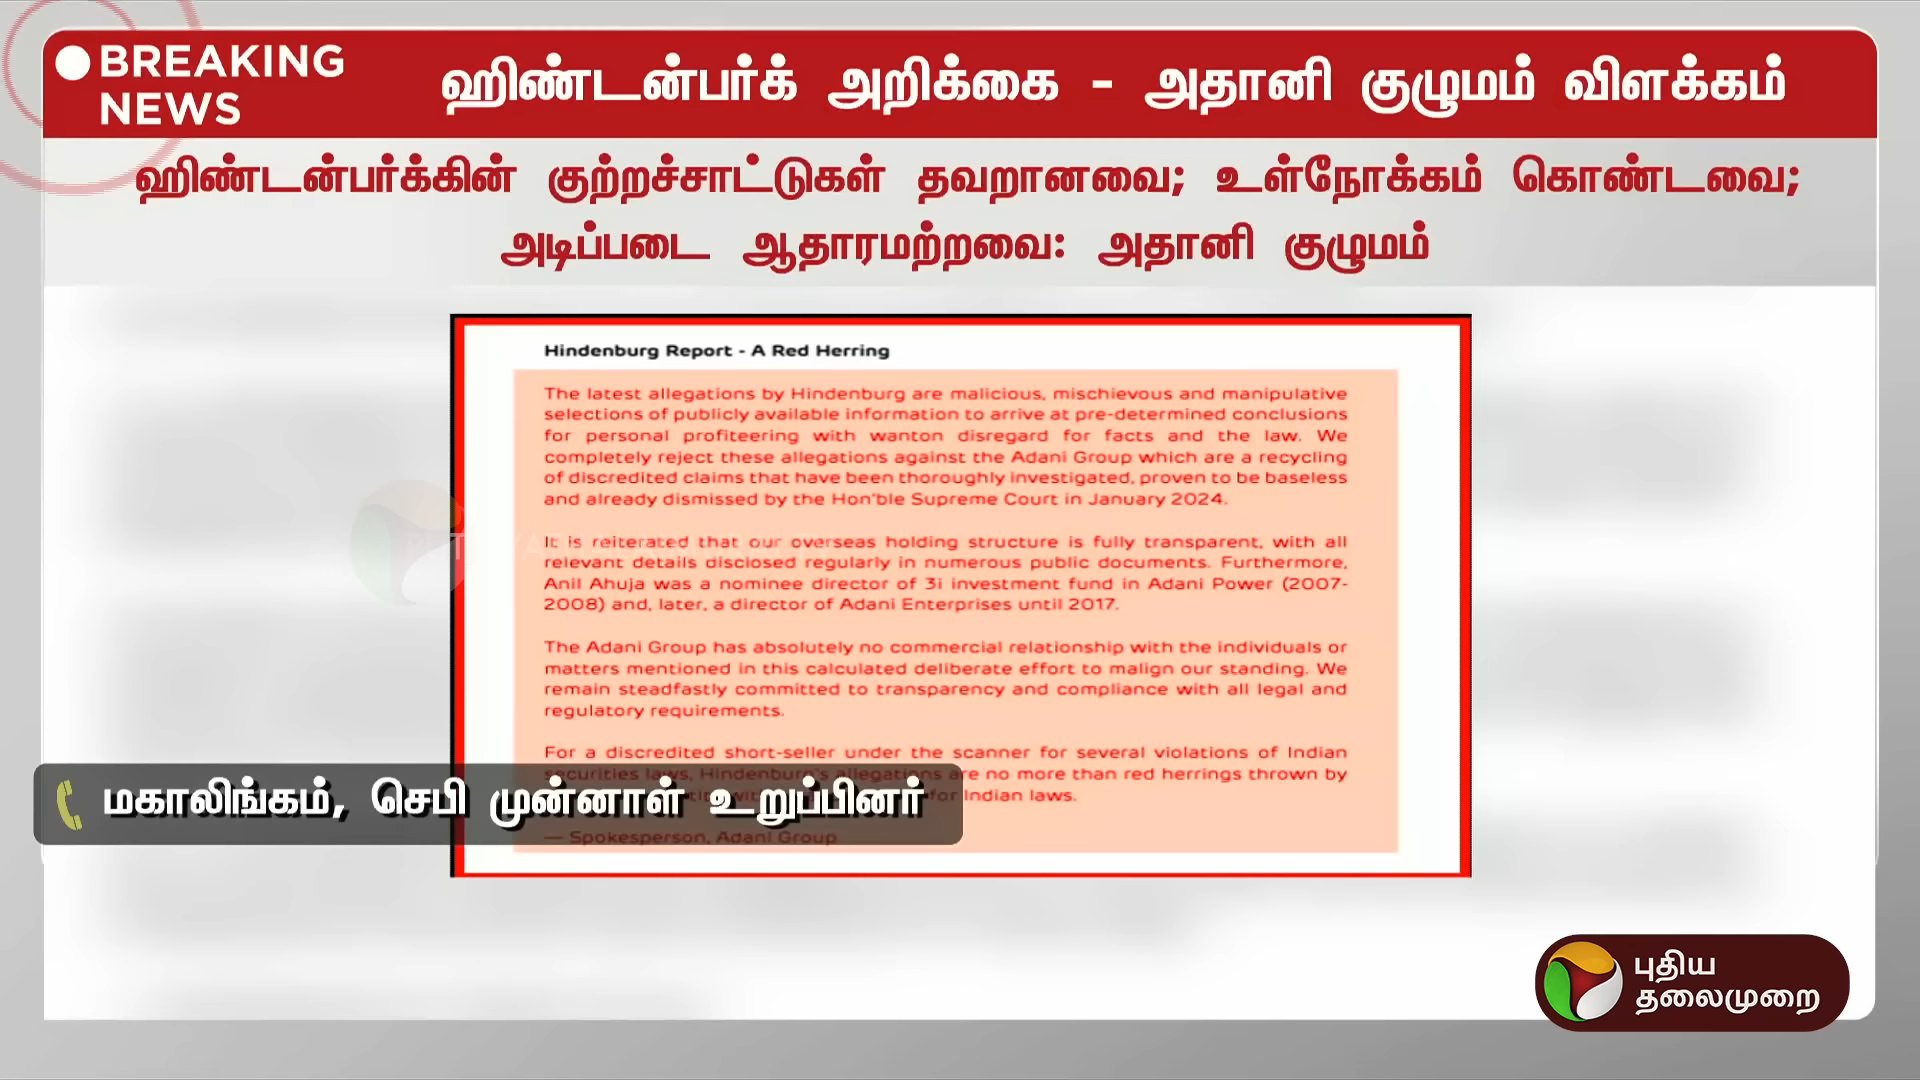 BREAKING
NEWS
ஹிண்டன்பர்க் அறிக்கை - அதானி குழுமம் விளக்கம்
ஹிண்டன்பர்க்கின் குற்றச்சாட்டுகள் தவறானவை; உள்நோக்கம் கொண்டவை;
அடிப்படை ஆதாரமற்றவை: அதானி குழுமம்
Hindenburg Report - A Red Herring
The latest allegations by Hindenburg are malicious, mischievous and manipulative
selections of publicly available information to arrive at pre-determined conclusions
for personal profiteering with wanton disregard for facts and the law. We
completely reject these allegations against the Adani Group which are a recycling
of discredited claims that have been thoroughly investigated, proven to be baseless
and already dismissed by the Hon'ble Supreme Court in January 2024.
It is reiterated that our overseas holding structure is fully transparent, with all
relevant details disclosed regularly in numerous public documents. Furthermore,
Anil Ahuja was a nominee director of 3i investment fund in Adani Power (2007-
2008) and, later, a director of Adani Enterprises until 2017.
The Adani Group has absolutely no commercial relationship with the individuals or
matters mentioned in this calculated deliberate effort to malign our standing. We
remain steadfastly committed to transparency and compliance with all legal and
regulatory requirements.
For a discredited short-seller under the scanner for several violations of Indian
securities laws, Hindenburg's allegations are no more than red herrings thrown by
for Indian laws.
— Spokesperson, Adani Group
மகாலிங்கம், செபி முன்னாள் உறுப்பினர்
புதிய
தலைமுறை